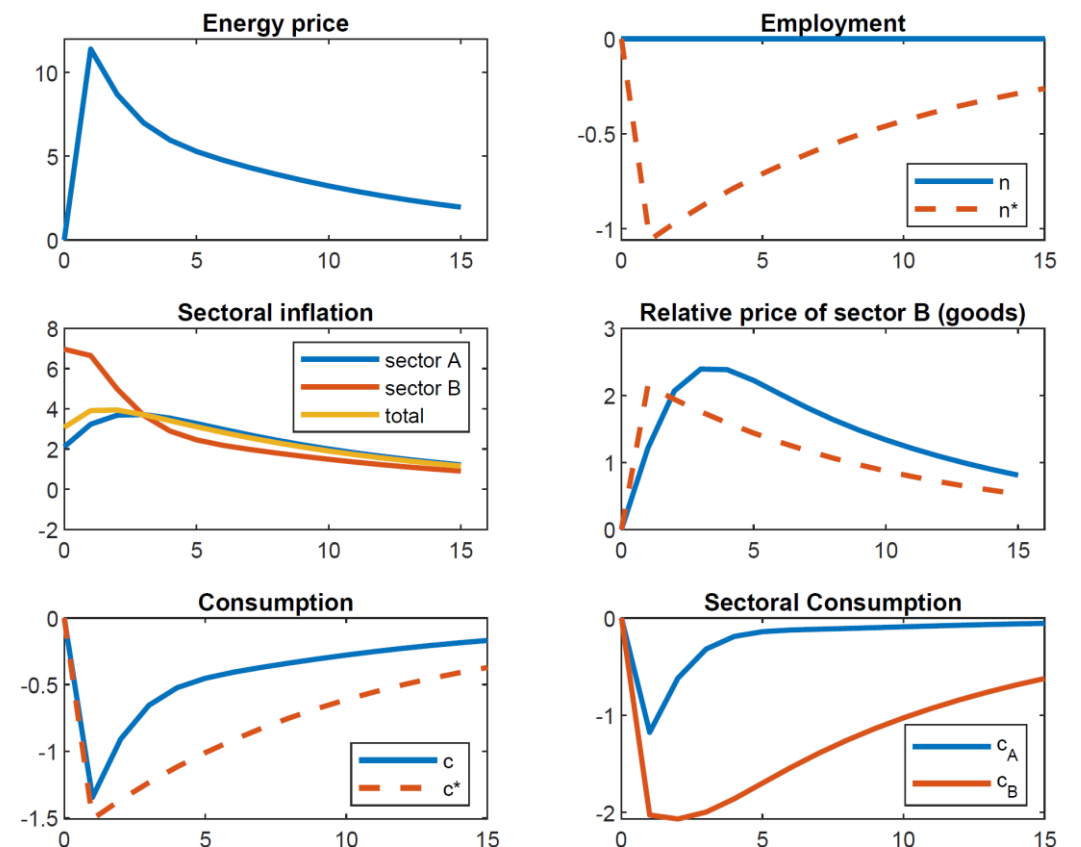 Energy price
10
5
0
0 5 10 15
Employment
0
-0.5
-1
0 5 10 15
n
n*
Sectoral inflation
8
6
4
2
0
-2
0 5 10 15
sector A
sector B
total
Relative price of sector B (goods)
3
2
1
0
0 5 10 15
Consumption
0
-0.5
-1
-1.5
0 5 10 15
c
c*
Sectoral Consumption
0
-1
-2
0 5 10 15
c_A
c_B